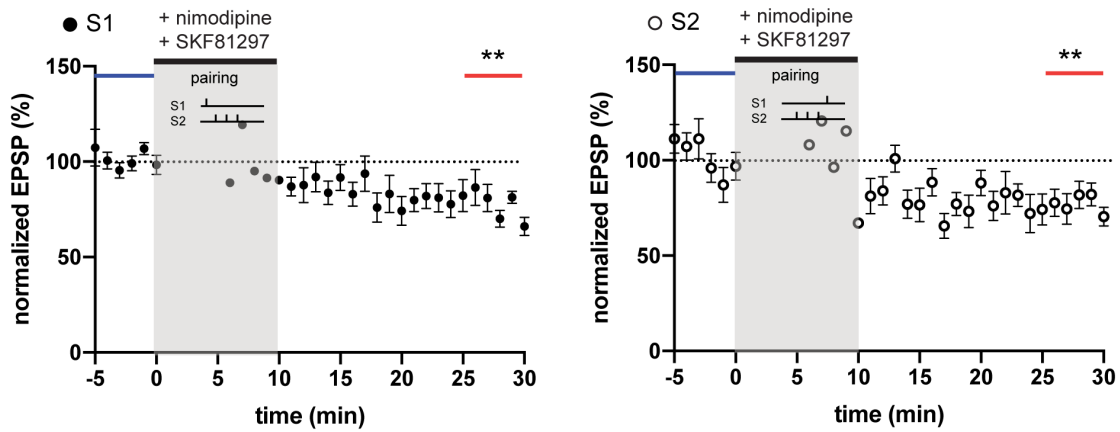 S1
+ nimodipine
+ SKF81297
**
pairing
S1
S2
150
100
50
0
normalized EPSP (%)
-5 0 5 10 15 20 25 30
time (min)
S2
+ nimodipine
+ SKF81297
**
pairing
S1
S2
150
100
50
0
normalized EPSP (%)
-5 0 5 10 15 20 25 30
time (min)